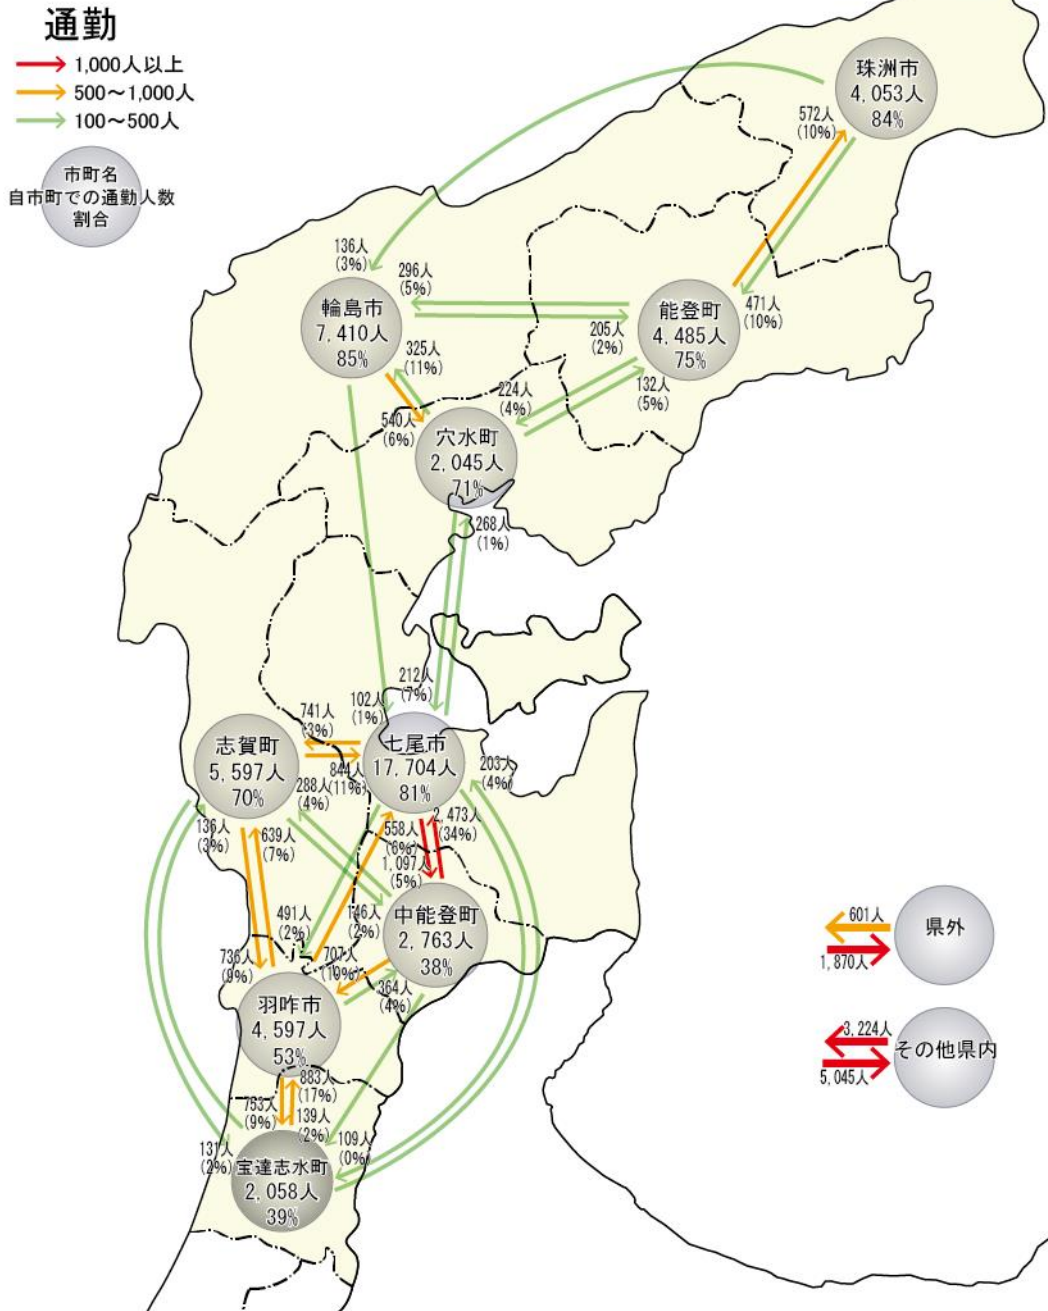 通勤
1,000人以上
500～1,000人
100～500人
市町名
自市町での通勤人数
割合
珠洲市
4,053人
84%
572人
(10%)
471人
(10%)
136人
(3%)
296人
(5%)
輪島市
7,410人
85%
能登町
4,485人
75%
205人
(2%)
325人
(11%)
224人
(4%)
132人
(5%)
540人
(6%)
穴水町
2,045人
71%
268人
(1%)
212人
(7%)
102人
(1%)
741人
(3%)
志賀町
5,597人
70%
七尾市
17,704人
81%
844人
(11%)
203人
(4%)
288人
(4%)
136人
(3%)
639人
(7%)
558人
(6%)
2,473人
(34%)
1,097人
(5%)
491人
(2%)
146人
(2%)
中能登町
2,763人
38%
736人
(9%)
707人
(10%)
364人
(4%)
羽咋市
4,597人
53%
883人
(17%)
753人
(9%)
139人
(2%)
109人
(0%)
131人
(2%)
宝達志水町
2,058人
39%
601人
県外
1,870人
3,224人
その他県内
5,045人